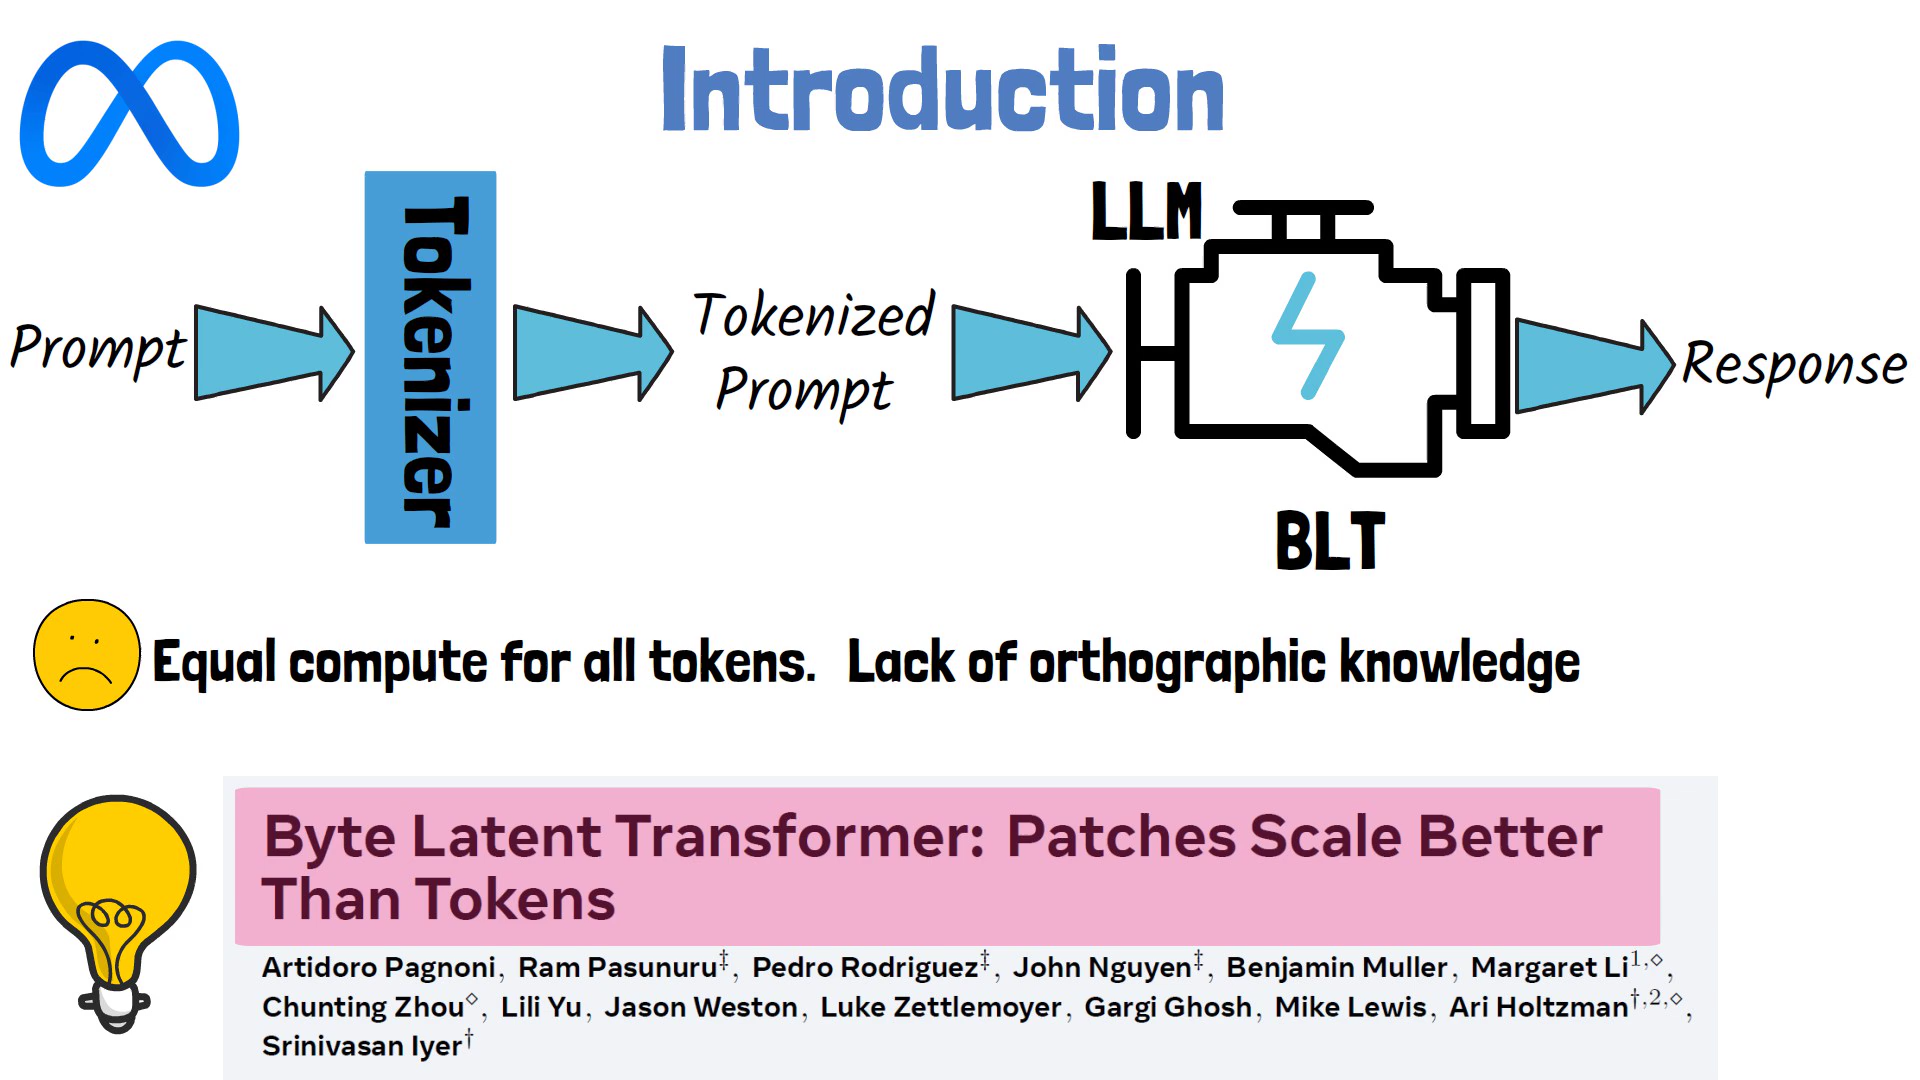 Introduction
LLM
Tokenizer
Prompt
Tokenized
Prompt
Response
BLT
Equal compute for all tokens. Lack of orthographic knowledge
Byte Latent Transformer: Patches Scale Better
Than Tokens
Artidoro Pagnoni, Ram Pasunuru‡, Pedro Rodriguez‡, John Nguyen‡, Benjamin Muller, Margaret Li1,⋄,
Chunting Zhou⋄, Lili Yu, Jason Weston, Luke Zettlemoyer, Gargi Ghosh, Mike Lewis, Ari Holtzman†,2,⋄,
Srinivasan Iyer†